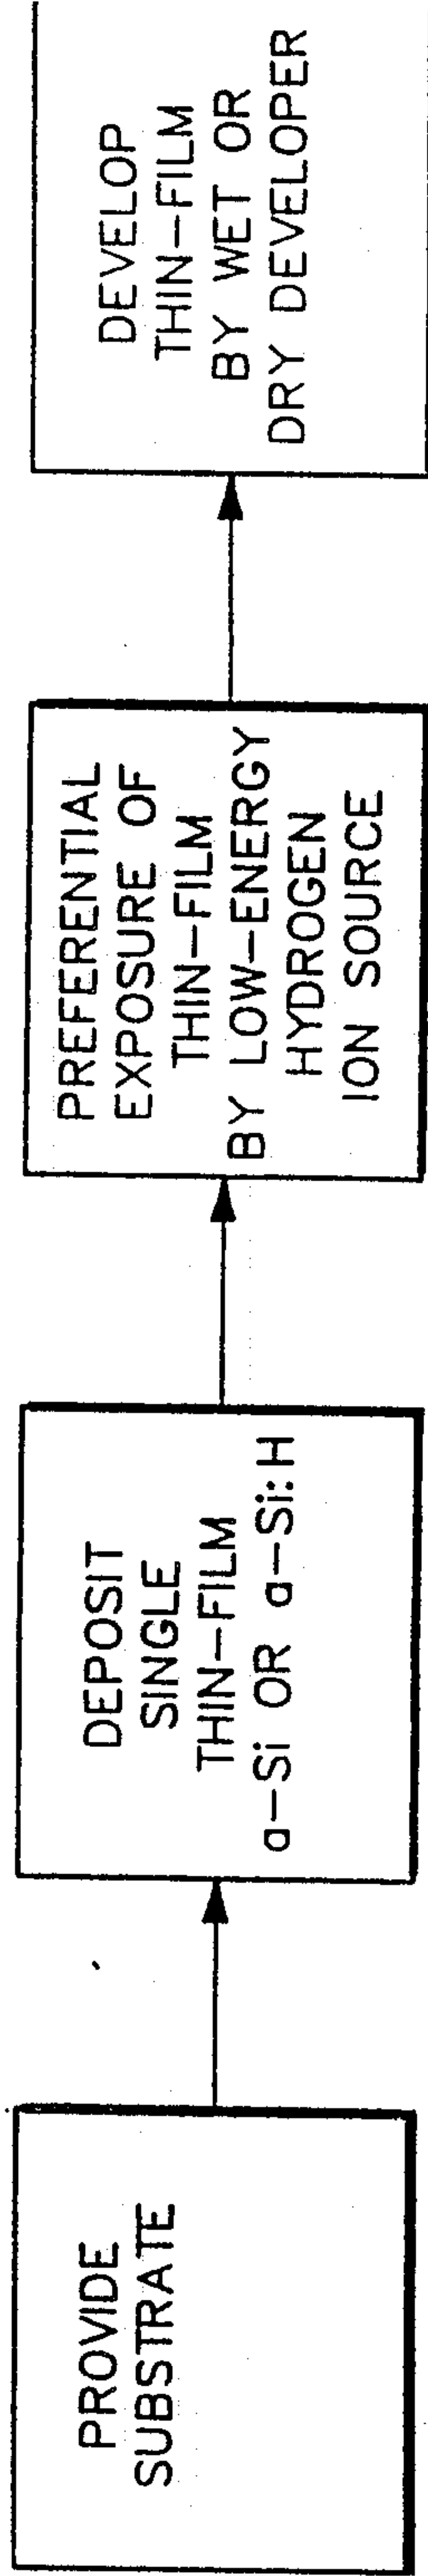 PROVIDE
SUBSTRATE
DEPOSIT
SINGLE
THIN-FILM
a-Si OR a-Si:H
PREFERENTIAL
EXPOSURE OF
THIN-FILM
BY LOW-ENERGY
HYDROGEN
ION SOURCE
DEVELOP
THIN-FILM
BY WET OR
DRY DEVELOPER